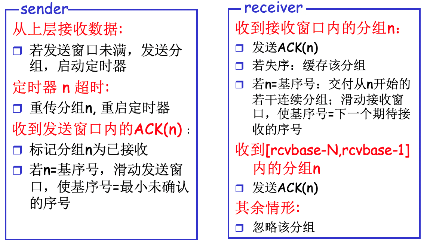 sender
从上层接收数据:
若发送窗口未满，发送分
组，启动定时器
定时器 n 超时:
重传分组n, 重启定时器
收到发送窗口内的ACK(n) :
标记分组n为已接收
若n=基序号，滑动发送窗
口，使基序号=最小未确认
的序号
receiver
收到接收窗口内的分组n:
发送ACK(n)
若失序：缓存该分组
若n=基序号：交付从n开始的
若干连续分组；滑动接收窗
口，使基序号=下一个期待接
收的序号
收到[rcvbase-N,rcvbase-1]
内的分组n
发送ACK(n)
其余情形:
忽略该分组